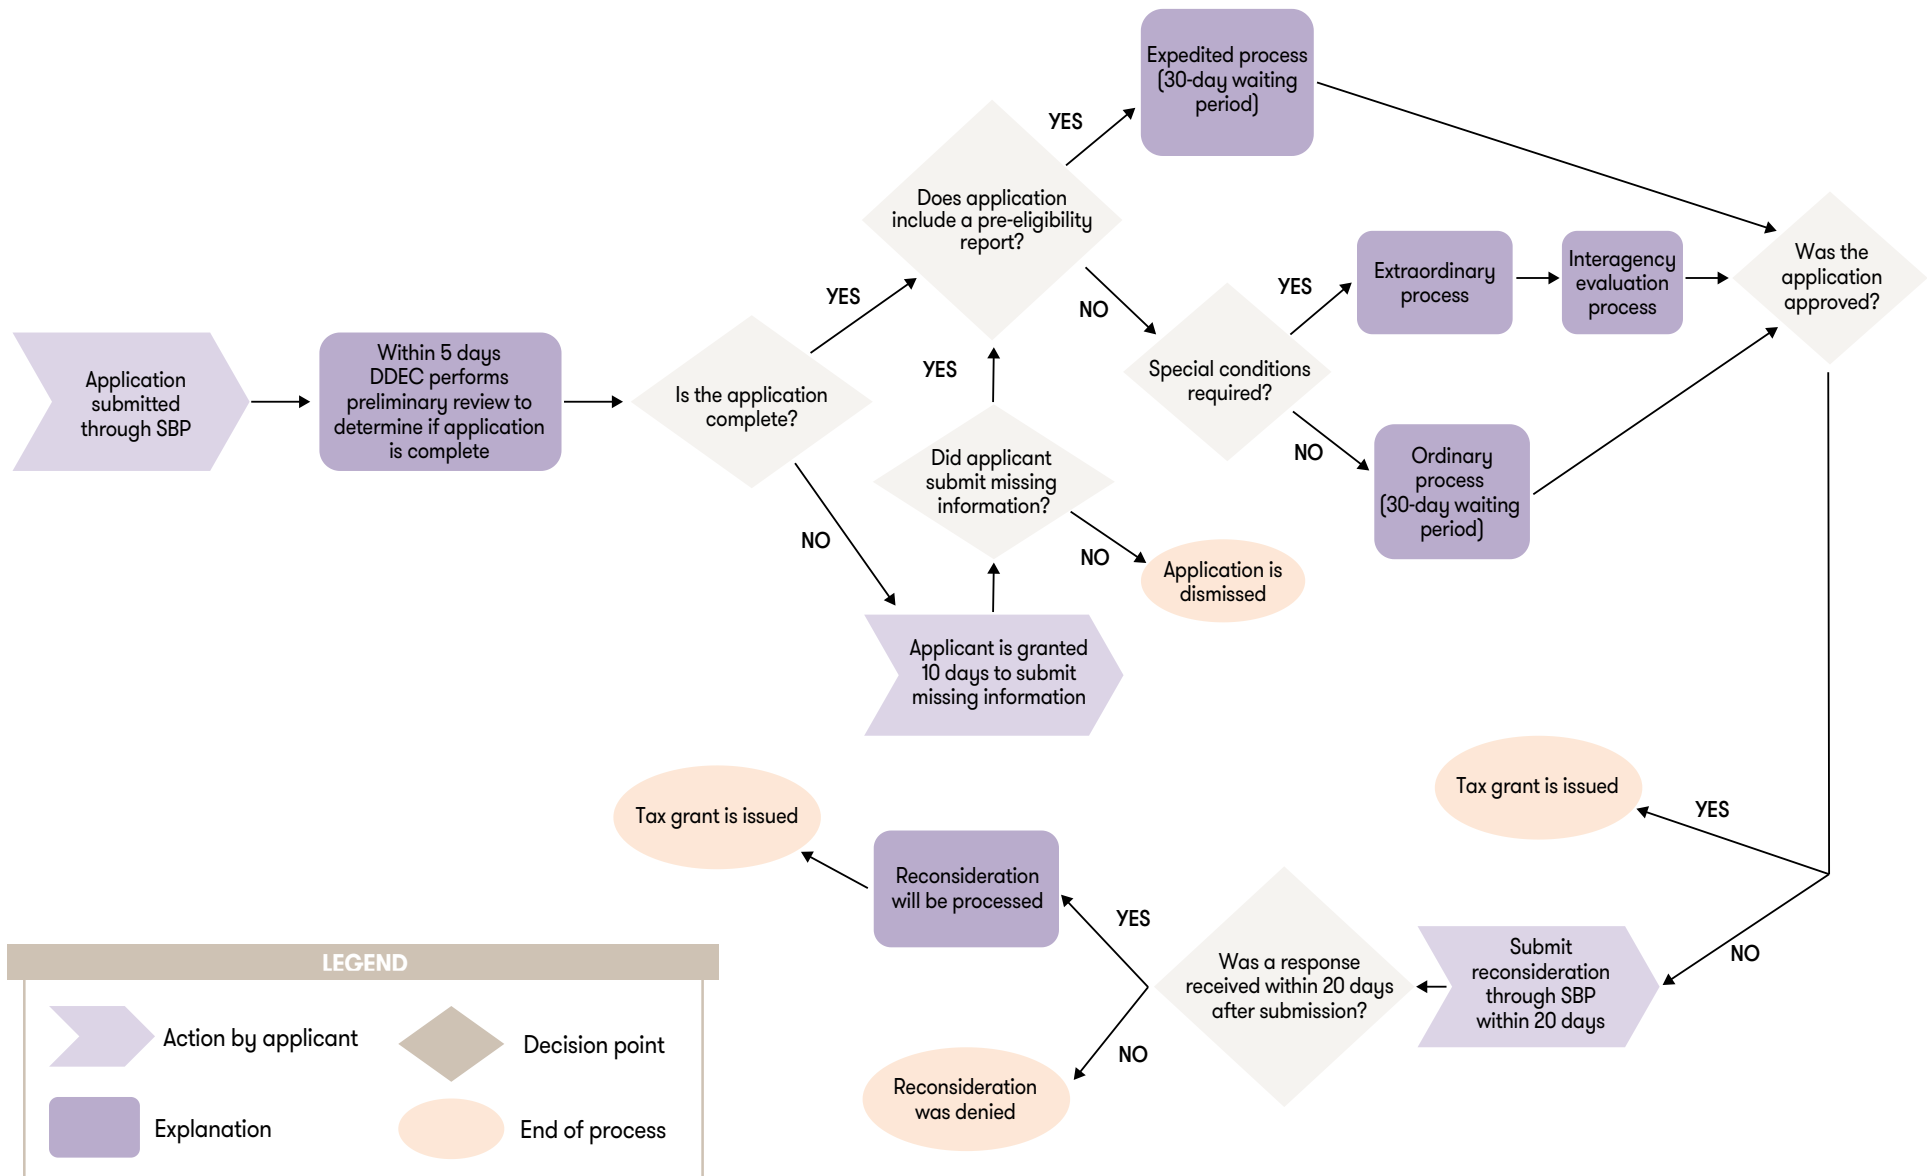 Expedited process
(30-day waiting
period)
YES
Does application
include a pre-eligibility
report?
NO
YES
Extraordinary
process
Interagency
evaluation
process
Was the
application
approved?
Application
submitted
through SBP
Within 5 days
DDEC performs
preliminary review to
determine if application
is complete
Is the application
complete?
YES
YES
Special conditions
required?
NO
Ordinary
process
(30-day waiting
period)
Did applicant
submit missing
information?
NO
NO
Application is
dismissed
Applicant is granted
10 days to submit
missing information
Tax grant is issued
YES
Tax grant is issued
Reconsideration
will be processed
YES
Was a response
received within 20 days
after submission?
Submit
reconsideration
through SBP
within 20 days
NO
NO
Reconsideration
was denied
LEGEND
Action by applicant
Decision point
Explanation
End of process